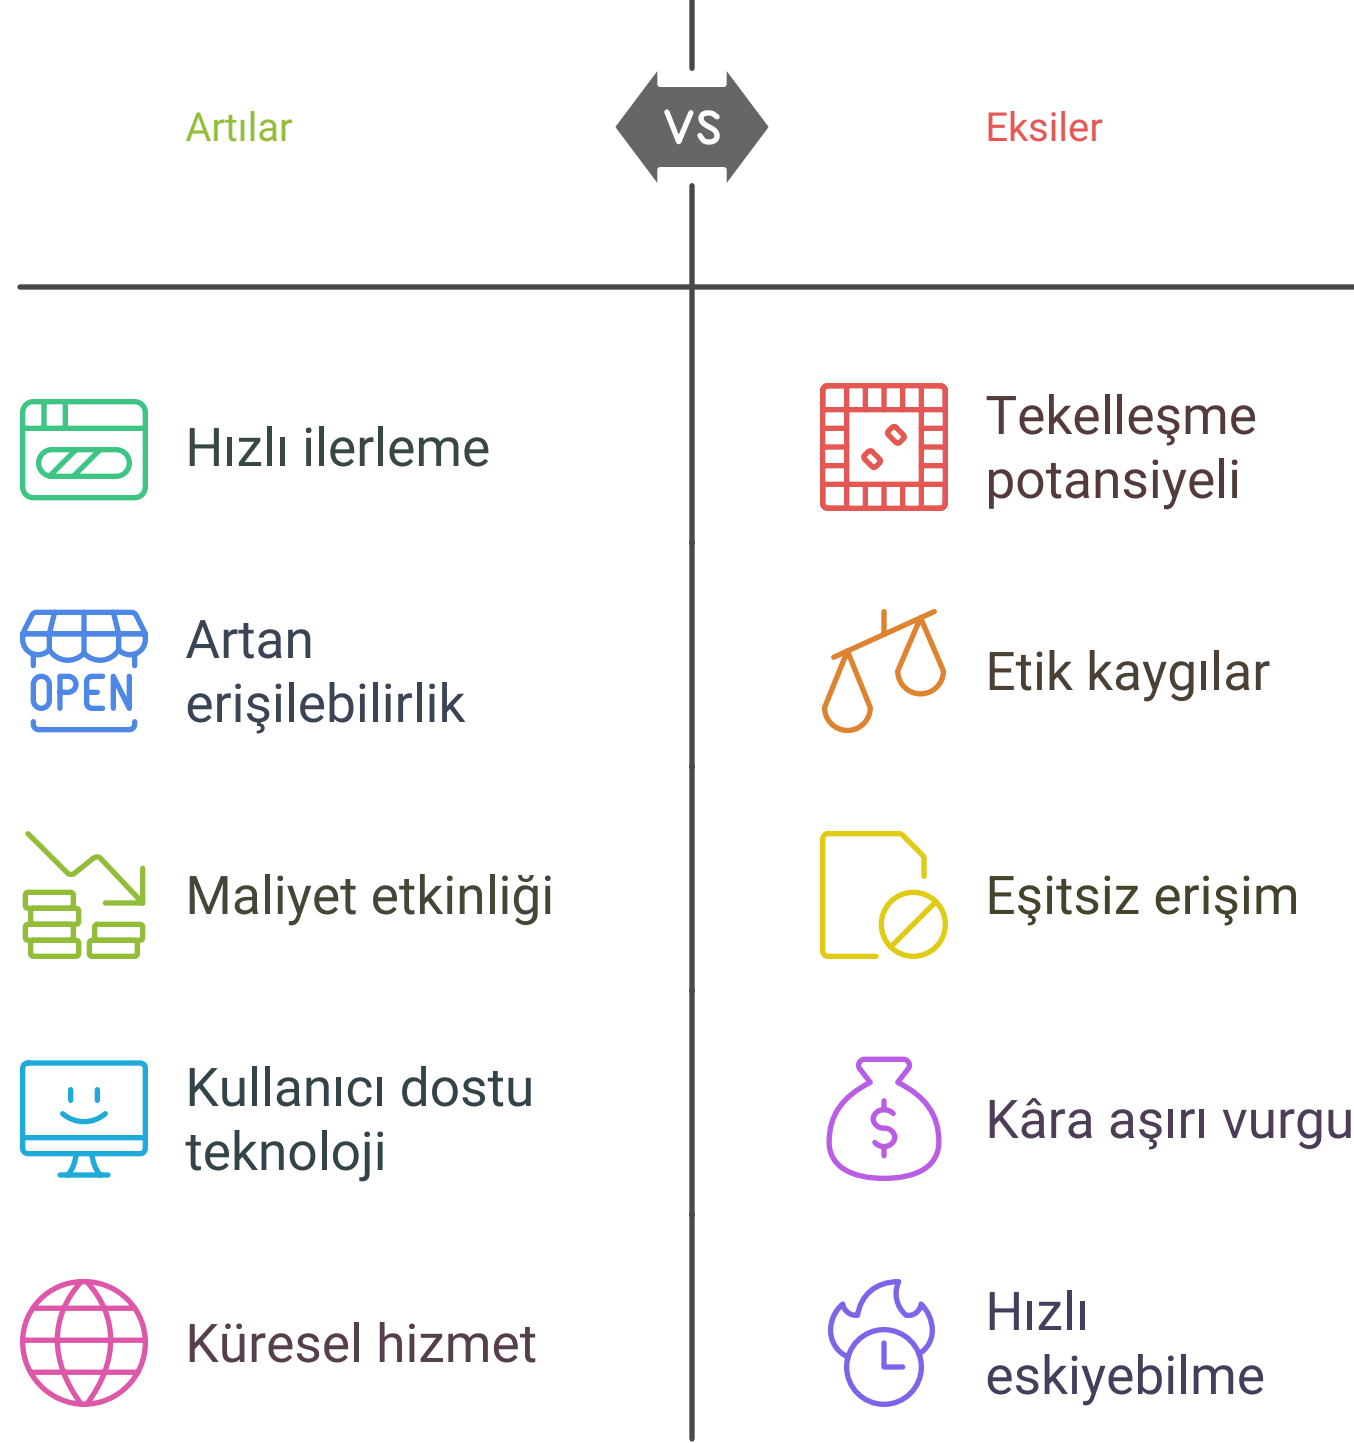 Artılar
VS
Eksiler
Hızlı ilerleme
Tekelleşme
potansiyeli
Artan
erişilebilirlik
OPEN
Etik kaygılar
Maliyet etkinliği
Eşitsiz erişim
Kullanıcı dostu
teknoloji
$
Kâra aşırı vurgu
Küresel hizmet
Hızlı
eskiyebilme